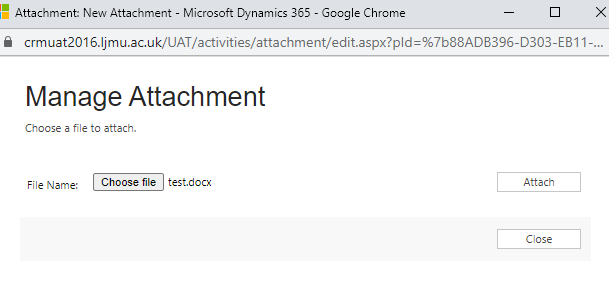 Attachment: New Attachment - Microsoft Dynamics 365 - Google Chrome
crmuat2016.ljmu.ac.uk/UAT/activities/attachment/edit.aspx?pId=%7b88ADB396-D303-EB11-...
Manage Attachment
Choose a file to attach.
File Name: Choose file test.docx Attach
Close